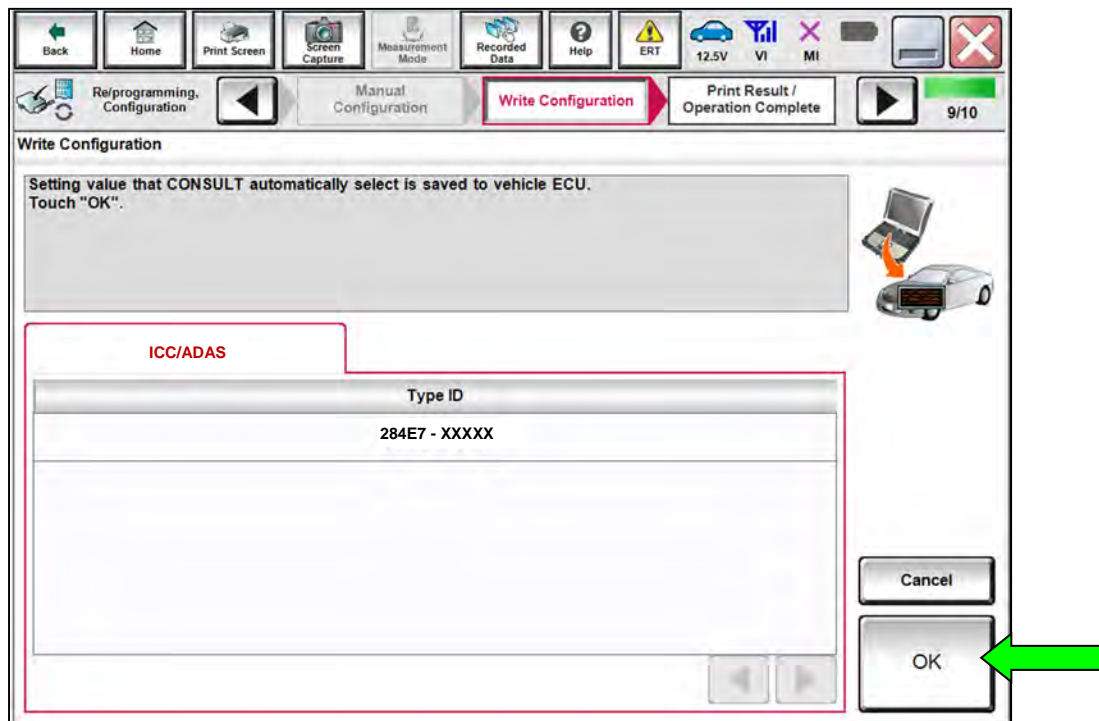 Back
Home
Print Screen
Screen
Capture
Measurement
Mode
Recorded
Data
Help
ERT
12.5V
VI
MI
Re/programming,
Configuration
Manual
Configuration
Write Configuration
Print Result /
Operation Complete
9/10
Write Configuration
Setting value that CONSULT automatically select is saved to vehicle ECU.
Touch "OK".
ICC/ADAS
Type ID
284E7 - XXXXX
Cancel
OK